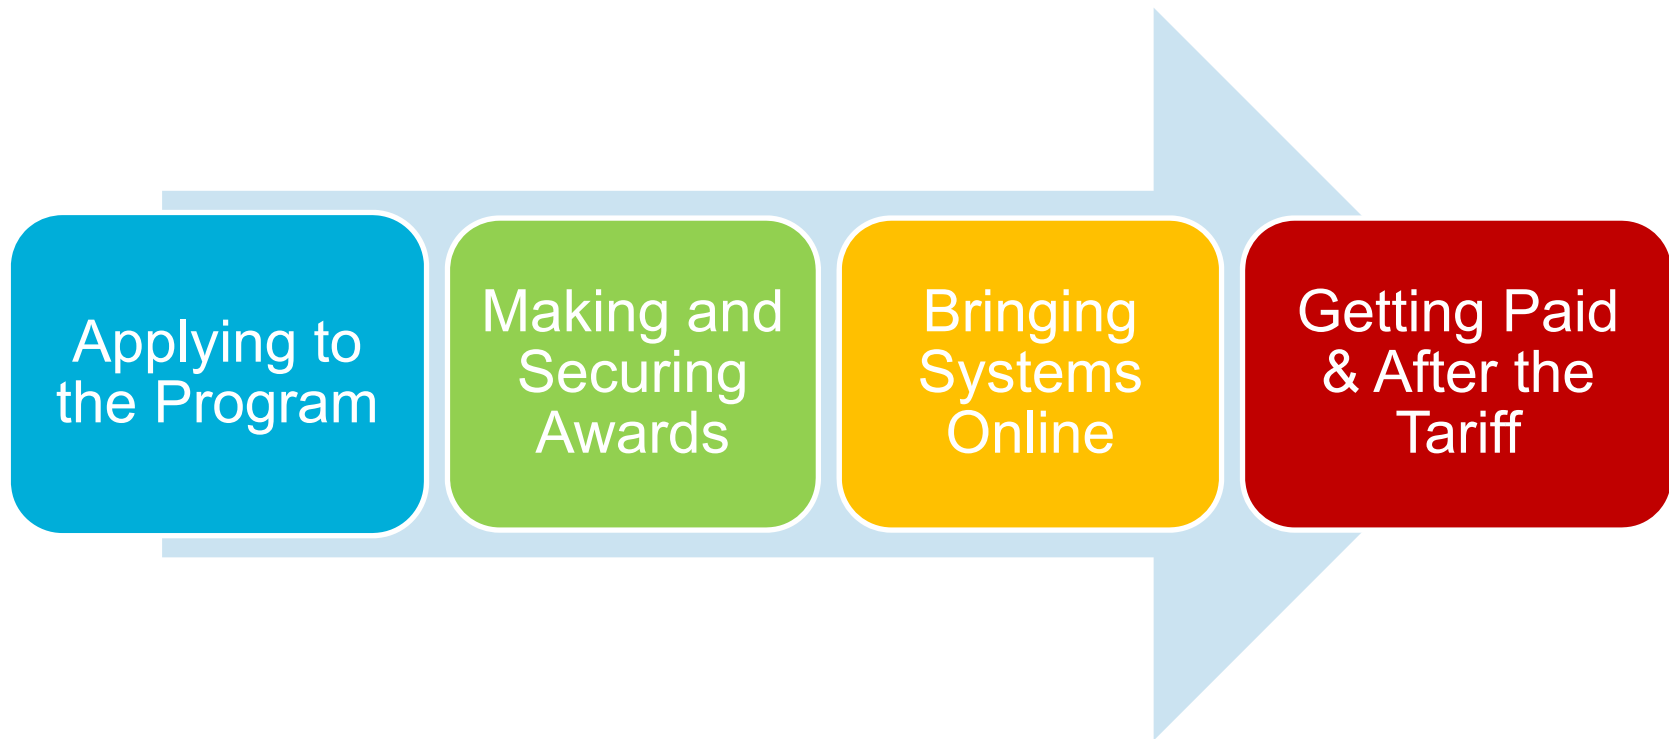 Applying to
the Program
Making and
Securing
Awards
Bringing
Systems
Online
Getting Paid
& After the
Tariff